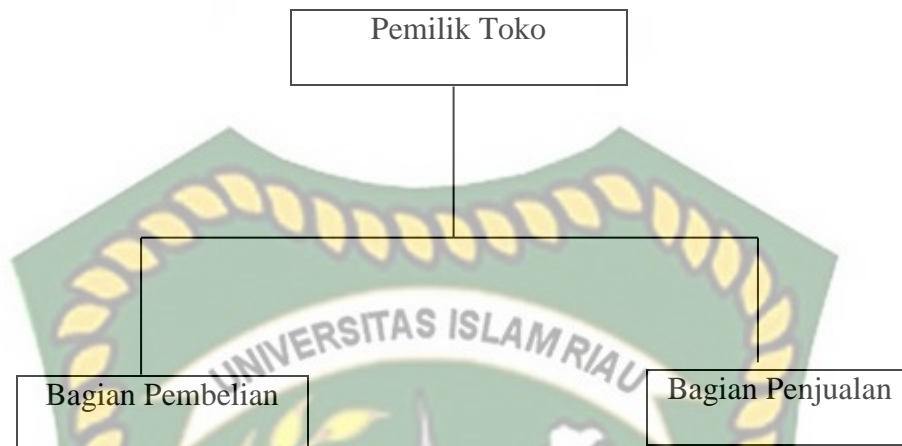 Pemilik Toko
UNIVERSITAS ISLAM RIAU
Bagian Pembelian
Bagian Penjualan